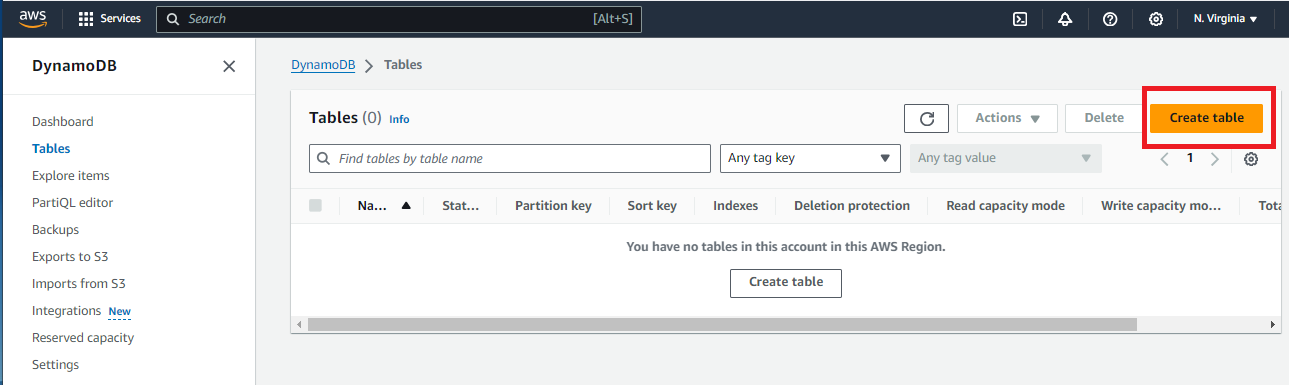 aws Services Search [Alt+S] N. Virginia
DynamoDB
Dashboard
Tables
Explore items
PartiQL editor
Backups
Exports to S3
Imports from S3
Integrations New
Reserved capacity
Settings
DynamoDB Tables
Tables (0) Info Actions Delete Create table
Find tables by table name Any tag key Any tag value 1
Na... Stat... Partition key Sort key Indexes Deletion protection Read capacity mode Write capacity mo... Tota
You have no tables in this account in this AWS Region.
Create table